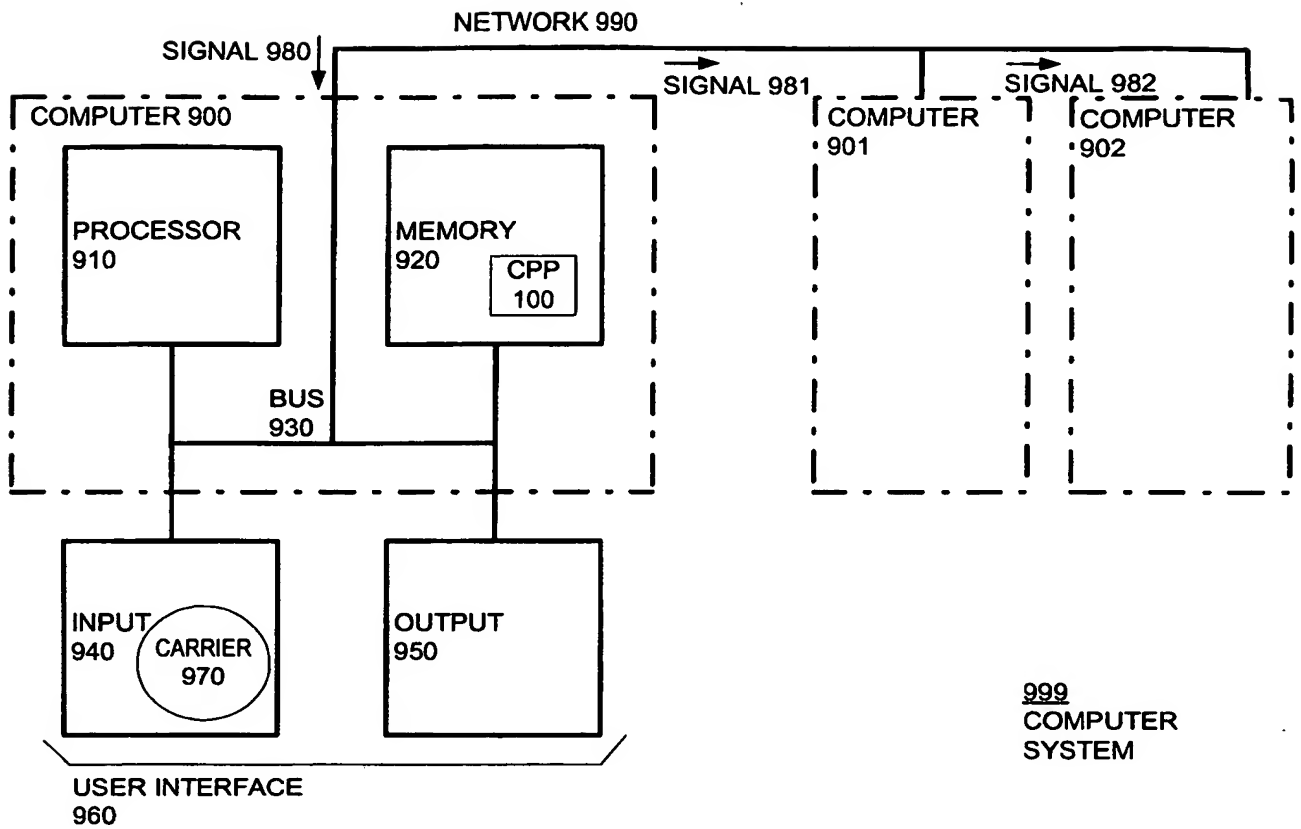 NETWORK 990
SIGNAL 980
SIGNAL 981
SIGNAL 982
COMPUTER 900
COMPUTER
901
COMPUTER
902
PROCESSOR
910
MEMORY
920
CPP
100
BUS
930
INPUT
940
CARRIER
970
OUTPUT
950
999
COMPUTER
SYSTEM
USER INTERFACE
960